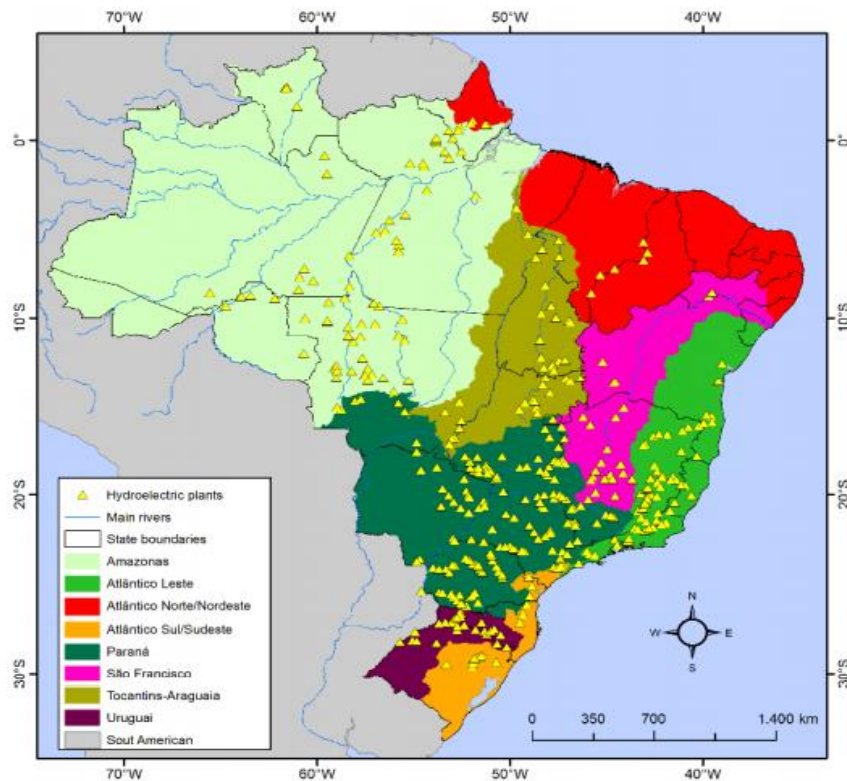 70°W 60°W 50°W 40°W
0° 0°
10°S 10°S
20°S 20°S
30°S 30°S
Hydroelectric plants
Main rivers
State boundaries
Amazonas
Atlântico Leste
Atlântico Norte/Nordeste
Atlântico Sul/Sudeste
Paraná
São Francisco
Tocantins-Araguaia
Uruguai
Sout American
N
W E
S
0 350 700 1.400 km
70°W 60°W 50°W 40°W